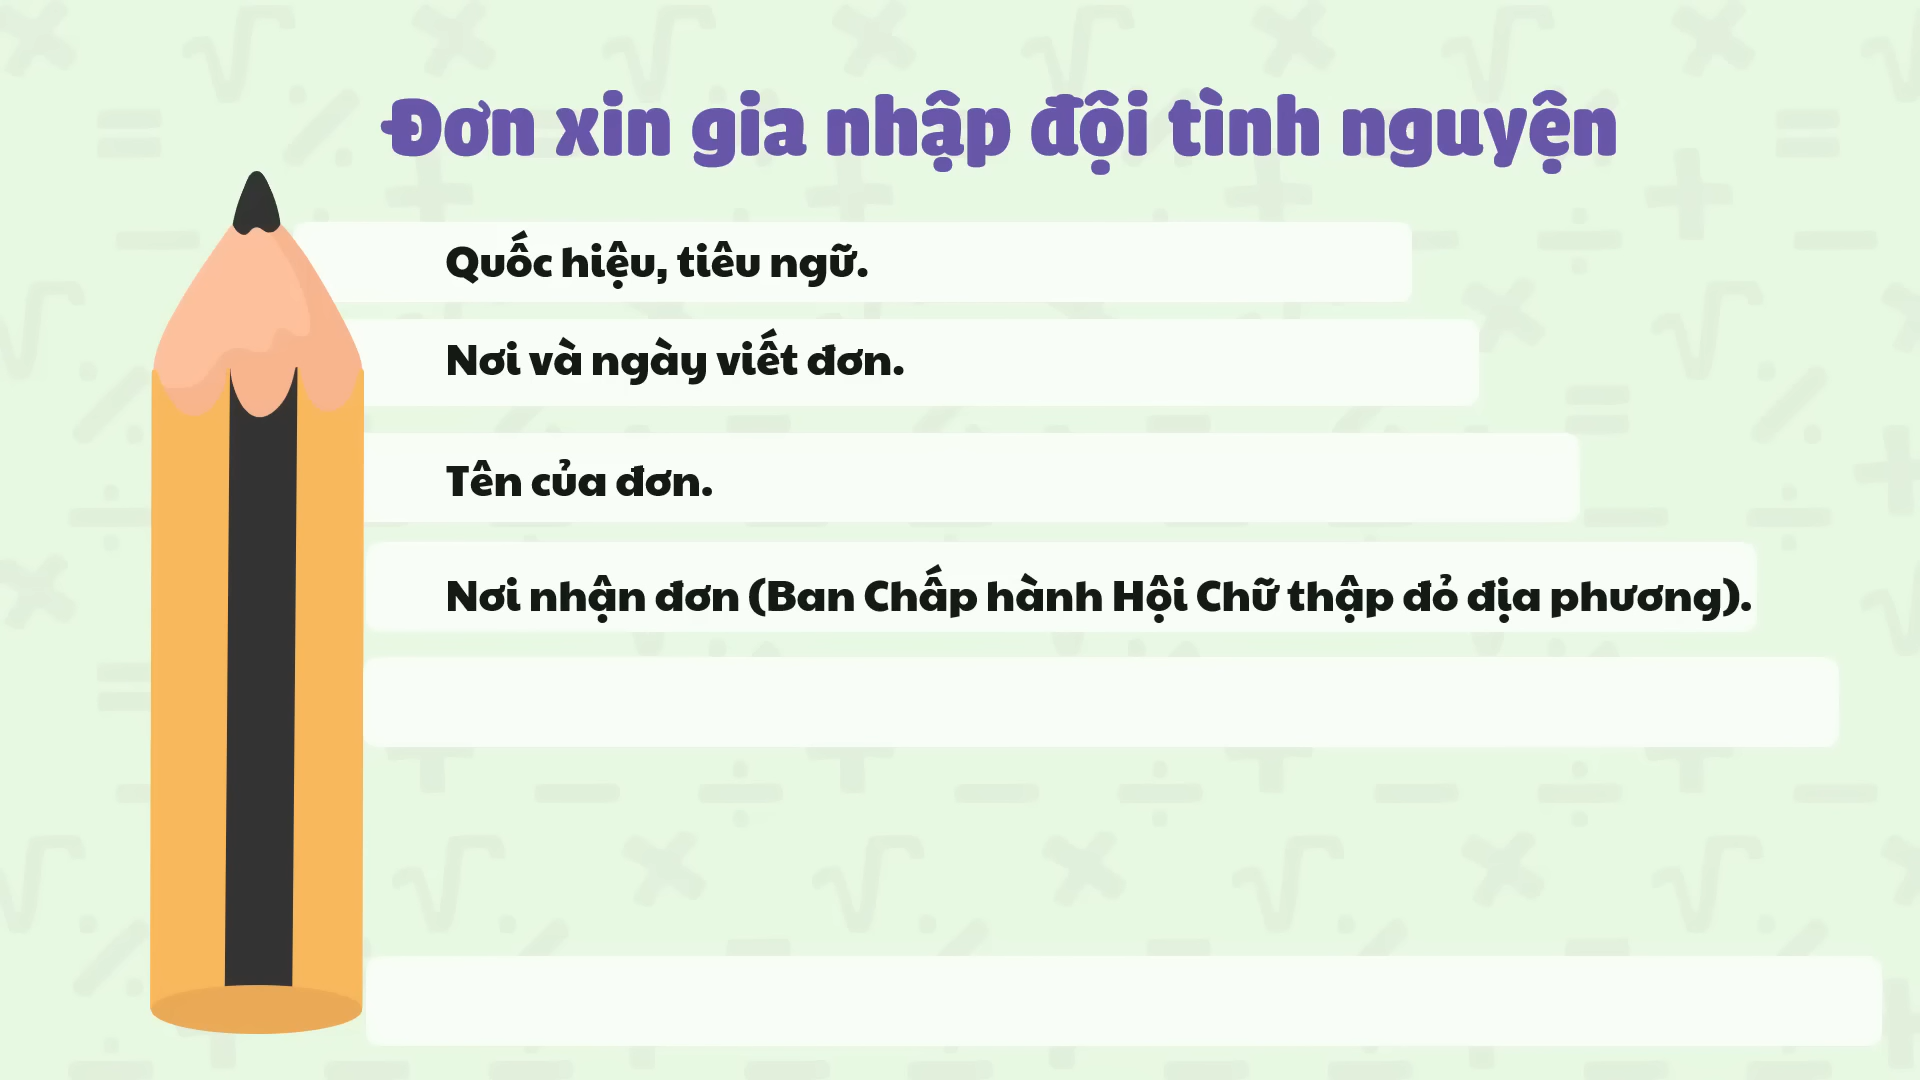 Đơn xin gia nhập đội tình nguyện
Quốc hiệu, tiêu ngữ.
Nơi và ngày viết đơn.
Tên của đơn.
Nơi nhận đơn (Ban Chấp hành Hội Chữ thập đỏ địa phương).